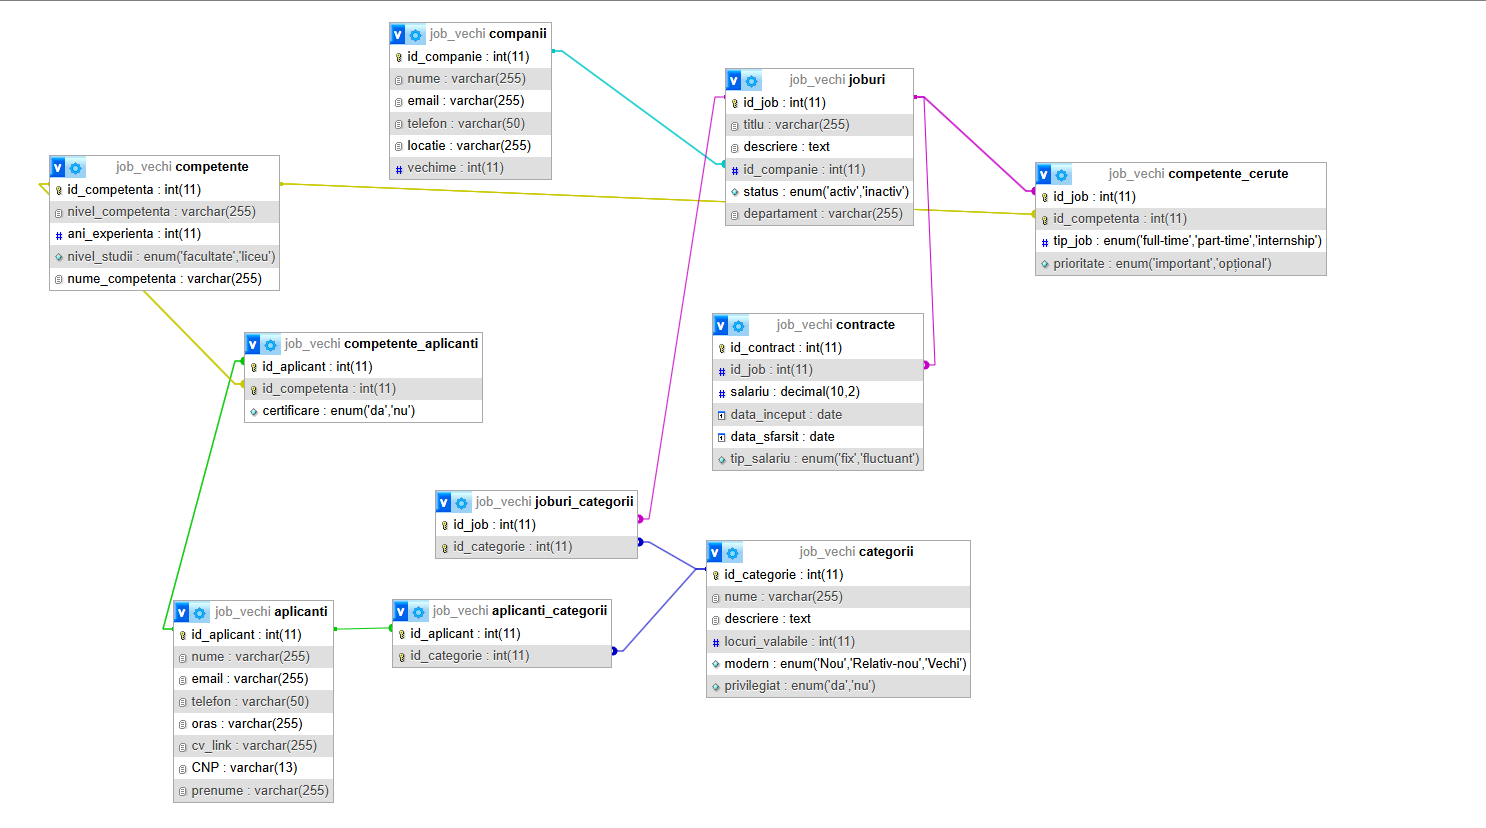 v job_vechi companii
id_companie : int(11)
nume : varchar(255)
email : varchar(255)
telefon : varchar(50)
locatie : varchar(255)
# vechime : int(11)
v job_vechi joburi
id_job : int(11)
titlu : varchar(255)
descriere : text
# id_companie : int(11)
status : enum('activ','inactiv')
departament : varchar(255)
v job_vechi competente
id_competenta : int(11)
nivel_competenta : varchar(255)
# ani_experienta : int(11)
nivel_studii : enum('facultate','liceu')
nume_competenta : varchar(255)
v job_vechi competente_cerute
id_job : int(11)
id_competenta : int(11)
# tip_job : enum('full-time','part-time','internship')
prioritate : enum('important','opțional')
v job_vechi contracte
id_contract : int(11)
# id_job : int(11)
# salariu : decimal(10,2)
data_inceput : date
data_sfarsit : date
tip_salariu : enum('fix','fluctuant')
v job_vechi competente_aplicanti
id_aplicant : int(11)
id_competenta : int(11)
certificare : enum('da','nu')
v job_vechi joburi_categorii
id_job : int(11)
id_categorie : int(11)
v job_vechi categorii
id_categorie : int(11)
nume : varchar(255)
descriere : text
# locuri_valabile : int(11)
modern : enum('Nou','Relativ-nou','Vechi')
privilegiat : enum('da','nu')
v job_vechi aplicanti
id_aplicant : int(11)
nume : varchar(255)
email : varchar(255)
telefon : varchar(50)
oras : varchar(255)
cv_link : varchar(255)
CNP : varchar(13)
prenume : varchar(255)
v job_vechi aplicanti_categorii
id_aplicant : int(11)
id_categorie : int(11)